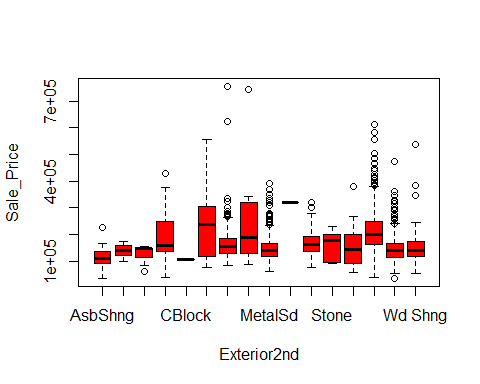 Sale_Price
7e+05
4e+05
1e+05
AsbShng CBlock MetalSd Stone Wd Shng
Exterior2nd